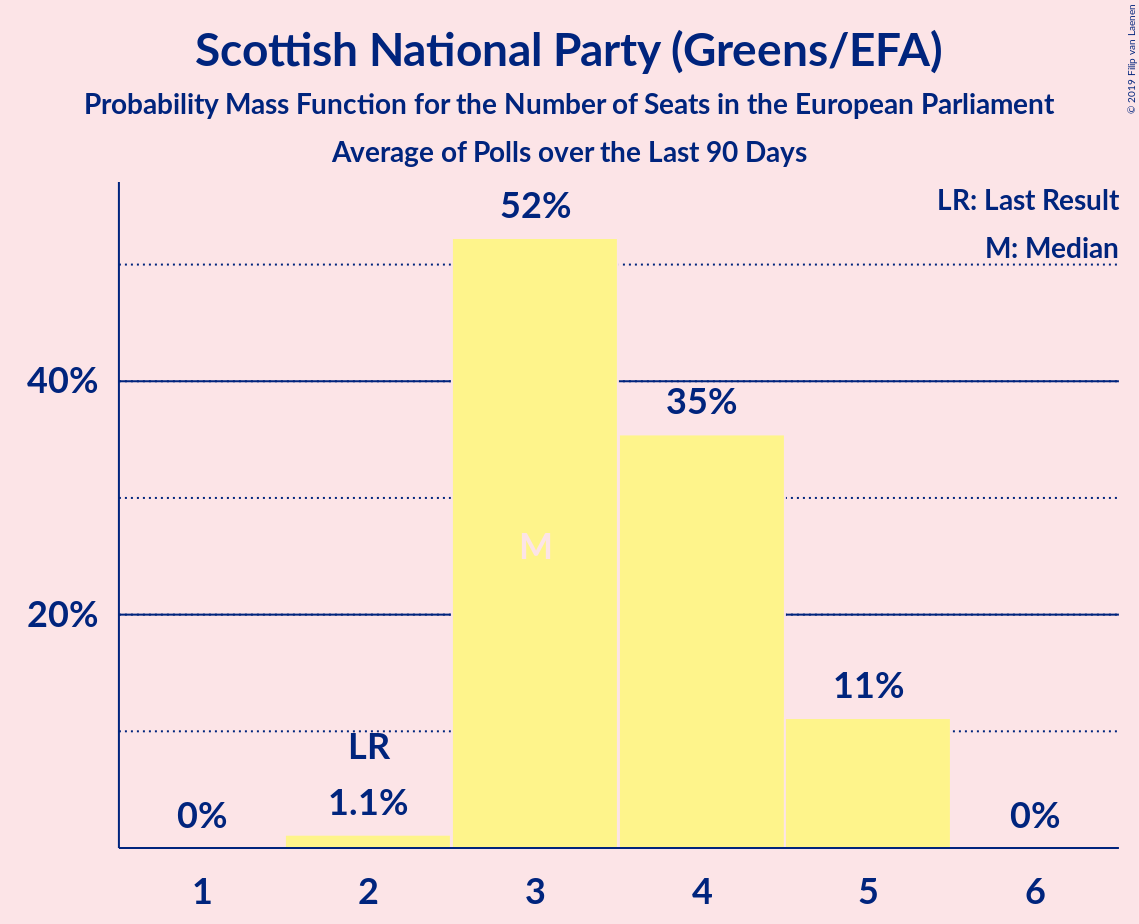 Scottish National Party (Greens/EFA)
Probability Mass Function for the Number of Seats in the European Parliament
Average of Polls over the Last 90 Days
© 2019 Filip van Laenen
LR: Last Result
M: Median
52%
40%
35%
M
20%
11%
LR
1.1%
0%
0%
1 2 3 4 5 6